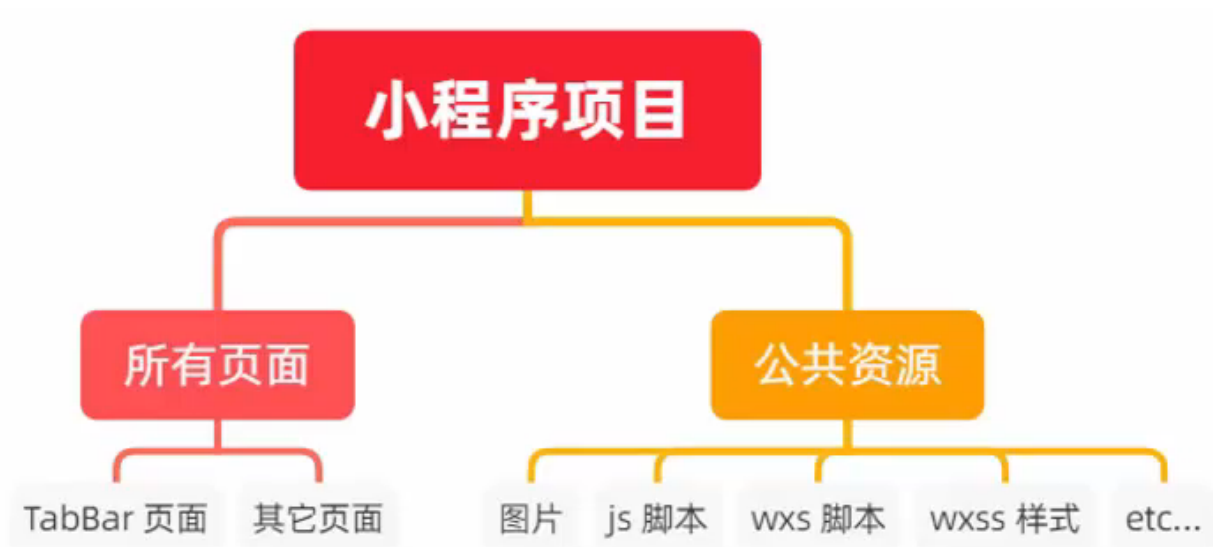 小程序项目
所有页面
公共资源
TabBar 页面
其它页面
图片
js 脚本
wxs 脚本
wxss 样式
etc...